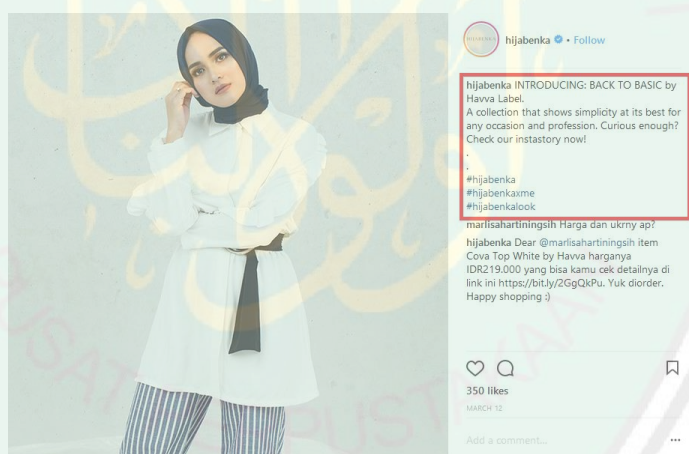 hijabenka • Follow
hijabenka INTRODUCING: BACK TO BASIC by
Havva Label.
A collection that shows simplicity at its best for
any occasion and profession. Curious enough?
Check our instastory now!
.
.
#hijabenka
#hijabenkaxme
#hijabenkalook
marlisahartiningsih Harga dan ukrny ap?
hijabenka Dear @marlisahartiningsih item
Cova Top White by Havva harganya
IDR219.000 yang bisa kamu cek detailnya di
link ini https://bit.ly/2GgQkPu. Yuk diorder.
Happy shopping :)
350 likes
MARCH 12
Add a comment...
PUSAT PUSTAKAAN